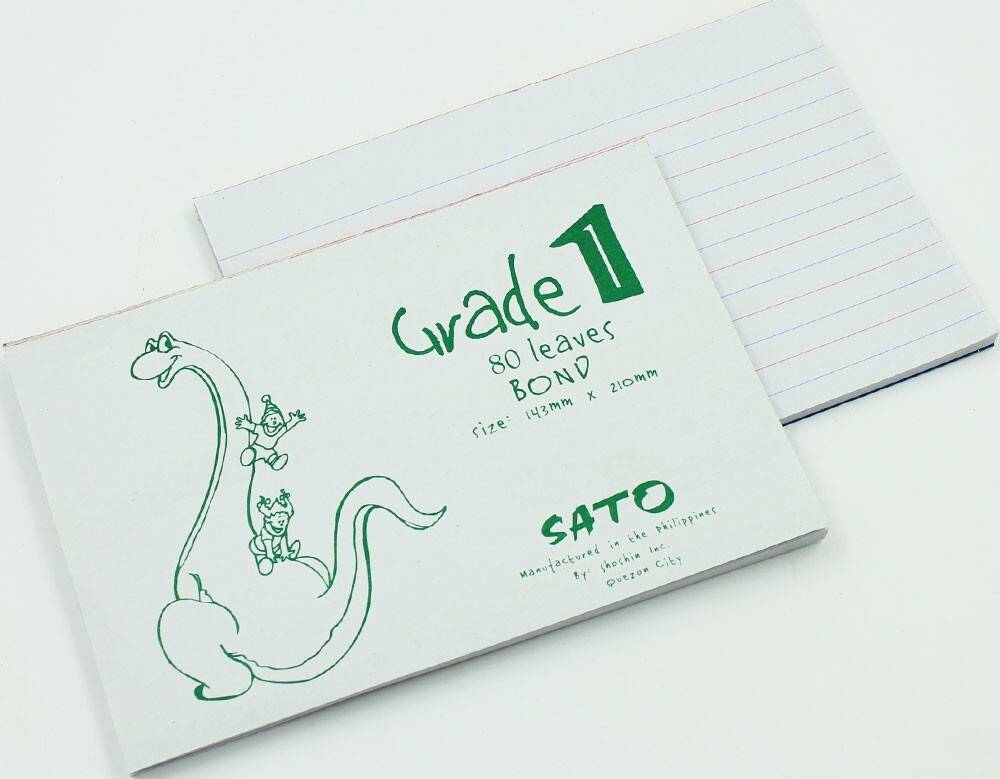 Grade 1
80 leaves
BOND
size: 143mm x 210mm
SATO
Manufactured in the Philippines
By: Shoshin Inc.
Quezon City